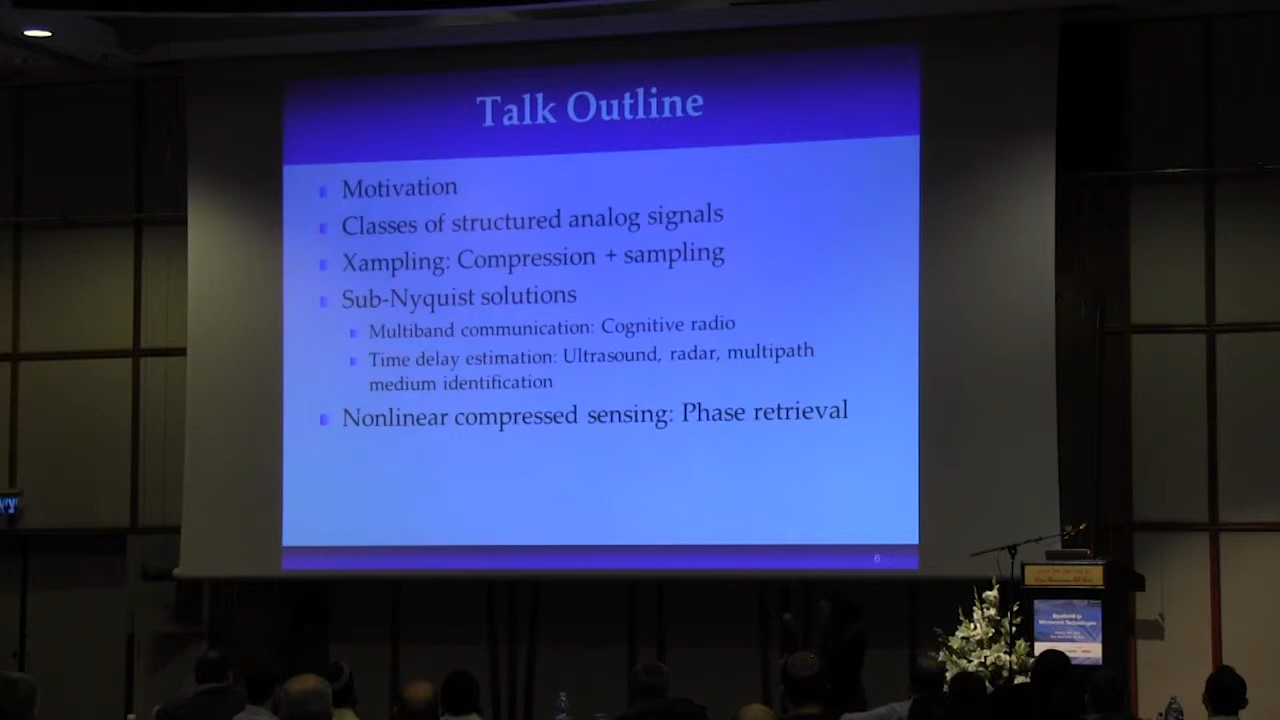 Talk Outline
Motivation
Classes of structured analog signals
Xampling: Compression + sampling
Sub-Nyquist solutions
Multiband communication: Cognitive radio
Time delay estimation: Ultrasound, radar, multipath
medium identification
Nonlinear compressed sensing: Phase retrieval
6